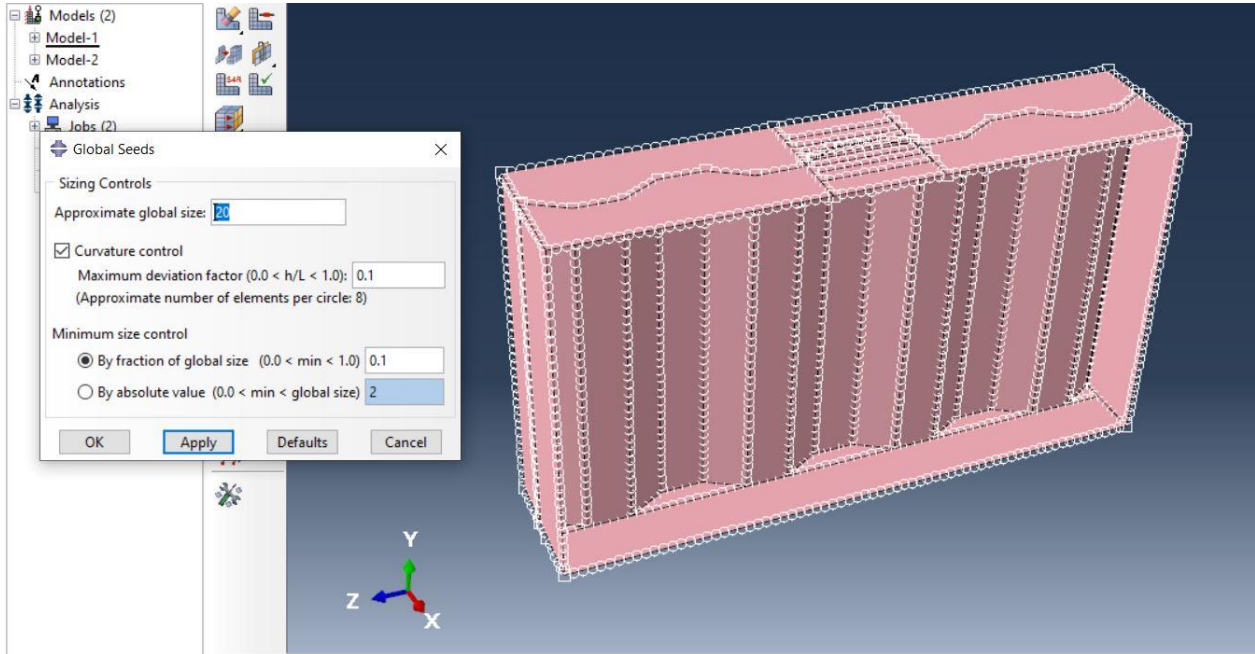 Models (2)
Model-1
Model-2
Annotations
Analysis
Jobs (2)
S4R
Global Seeds
Sizing Controls
Approximate global size: 20
Curvature control
Maximum deviation factor (0.0 < h/L < 1.0): 0.1
(Approximate number of elements per circle: 8)
Minimum size control
By fraction of global size (0.0 < min < 1.0) 0.1
By absolute value (0.0 < min < global size) 2
OK Apply Defaults Cancel
Y
Z
X